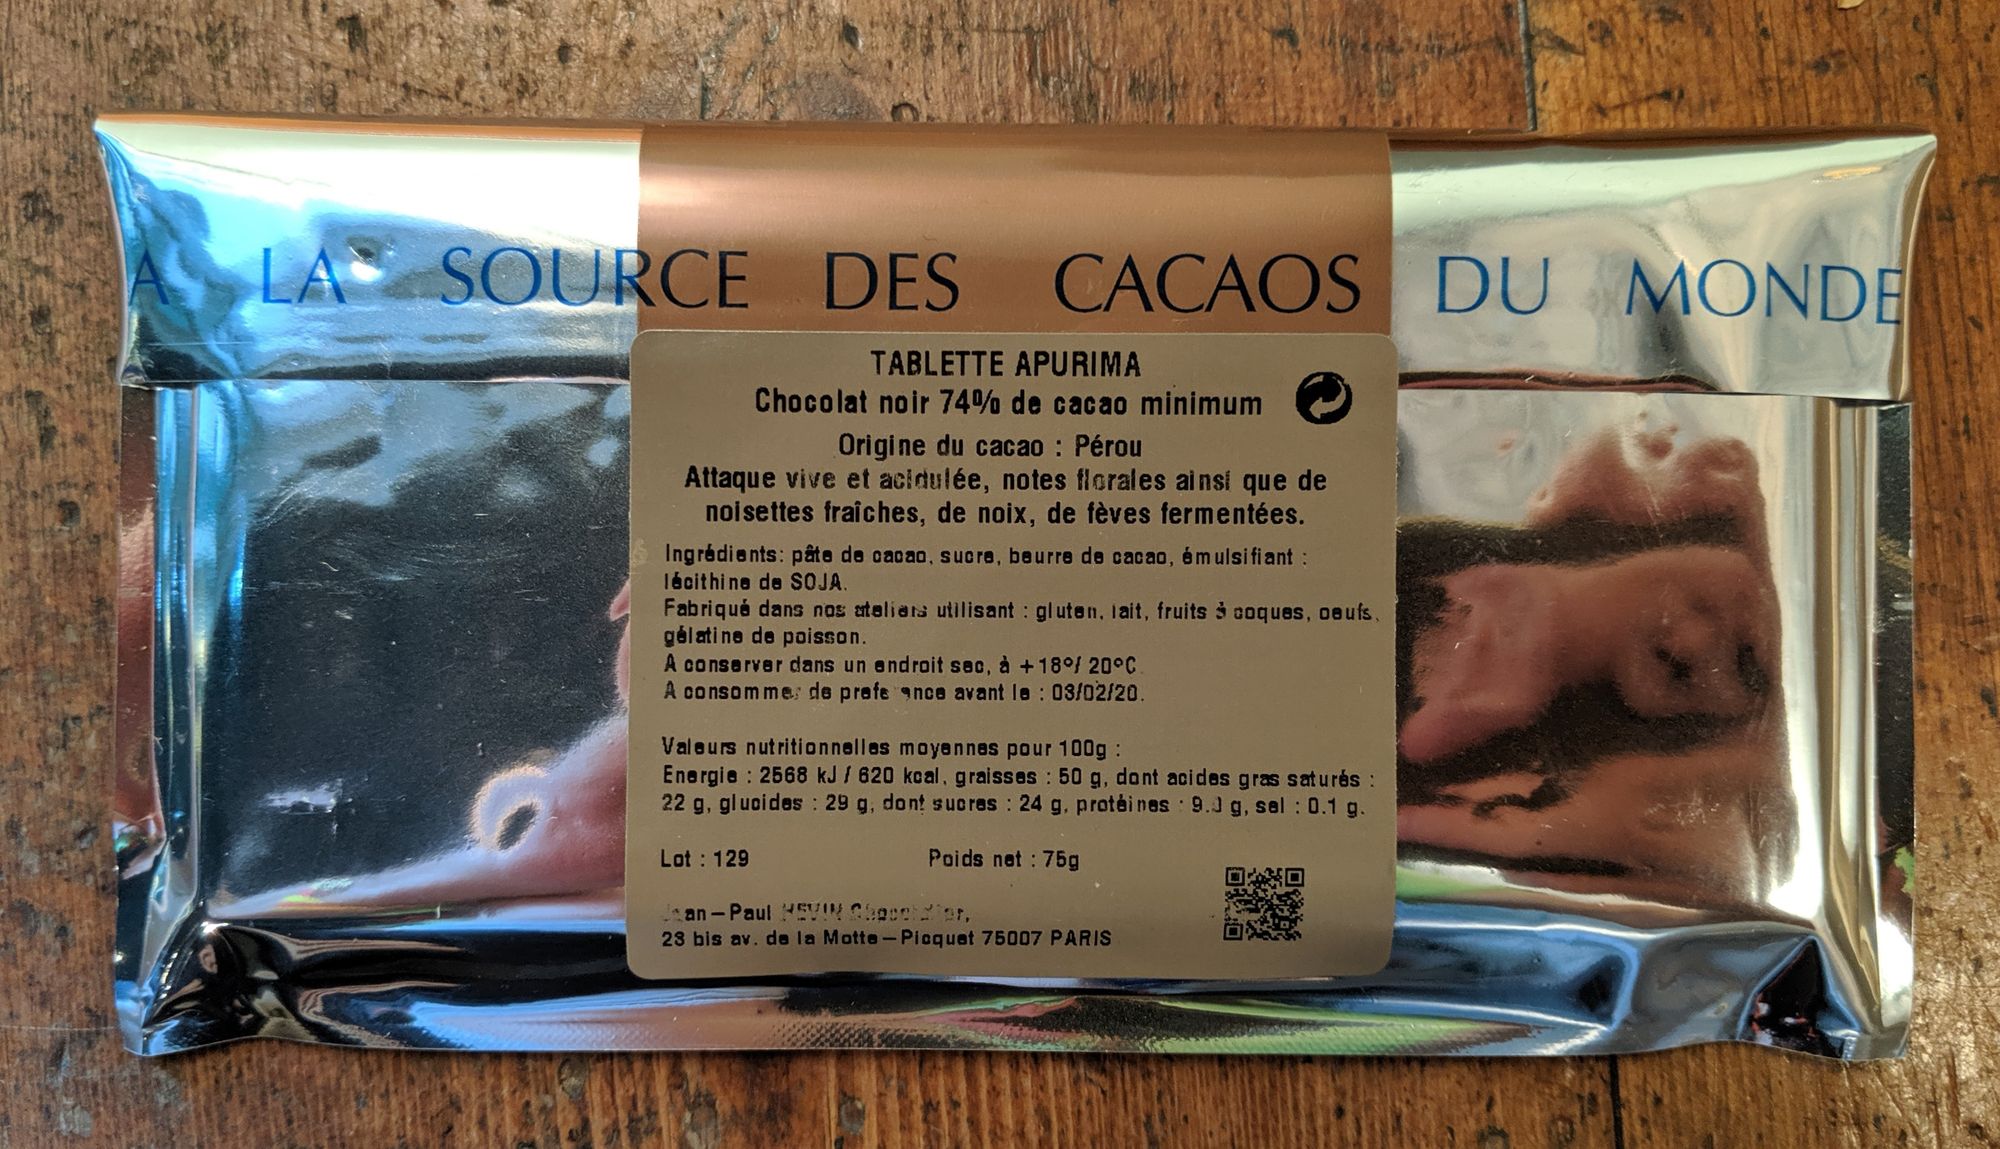 A LA SOURCE DES CACAOS DU MONDE
TABLETTE APURIMA
Chocolat noir 74% de cacao minimum
Origine du cacao : Pérou
Attaque vive et acidulée, notes florales ainsi que de
noisettes fraîches, de noix, de fèves fermentées.
Ingrédients: pâte de cacao, sucre, beurre de cacao, émulsifiant :
lécithine de SOJA.
Fabriqué dans nos ateliers utilisant : gluten, lait, fruits à coques, oeufs,
gélatine de poisson.
A conserver dans un endroit sec, à +18°/ 20°C.
A consommer de preference avant le : 03/02/20.
Valeurs nutritionnelles moyennes pour 100g :
Energie : 2568 kJ / 620 kcal, graisses : 50 g, dont acides gras saturés :
22 g, glucides : 29 g, dont sucres : 24 g, protéines : g, sel : 0.1 g.
Lot : 129 Poids net : 75g
Jean-Paul HEVIN Chocolatier,
23 bis av. de la Motte-Picquet 75007 PARIS